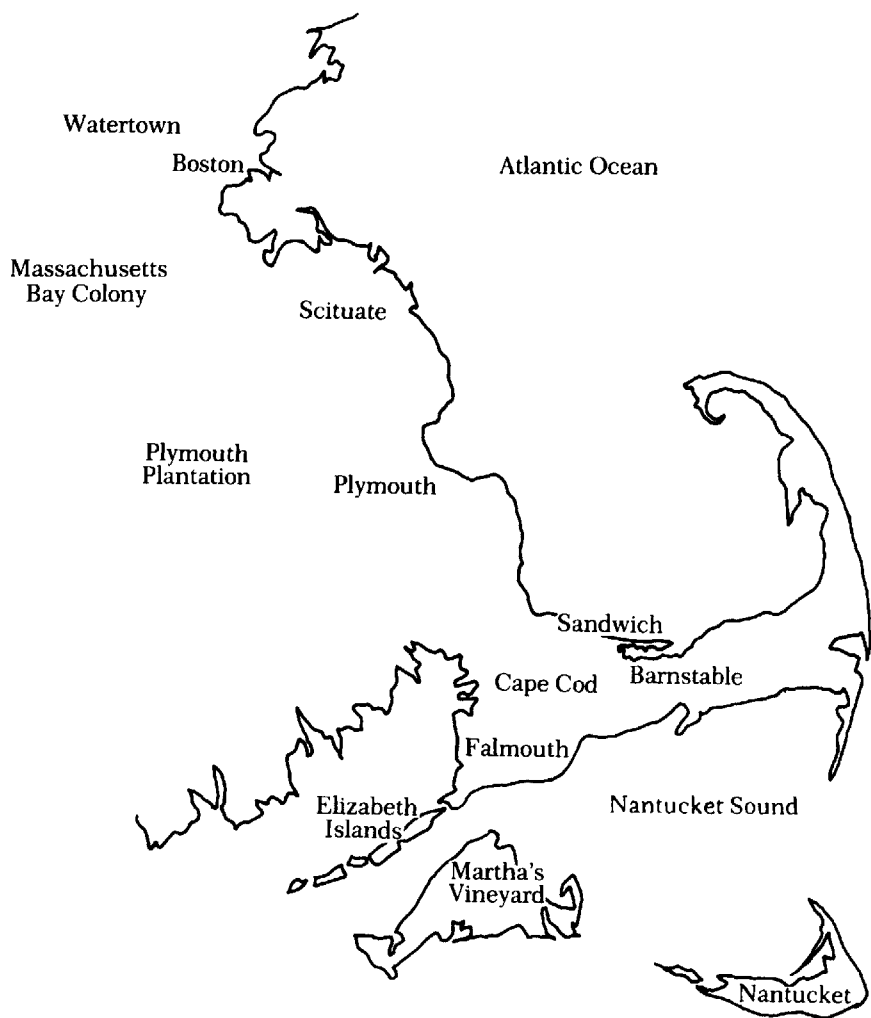 Watertown
Boston
Atlantic Ocean
Massachusetts
Bay Colony
Scituate
Plymouth
Plantation
Plymouth
Sandwich
Cape Cod
Barnstable
Falmouth
Elizabeth
Islands
Nantucket Sound
Martha's
Vineyard
Nantucket